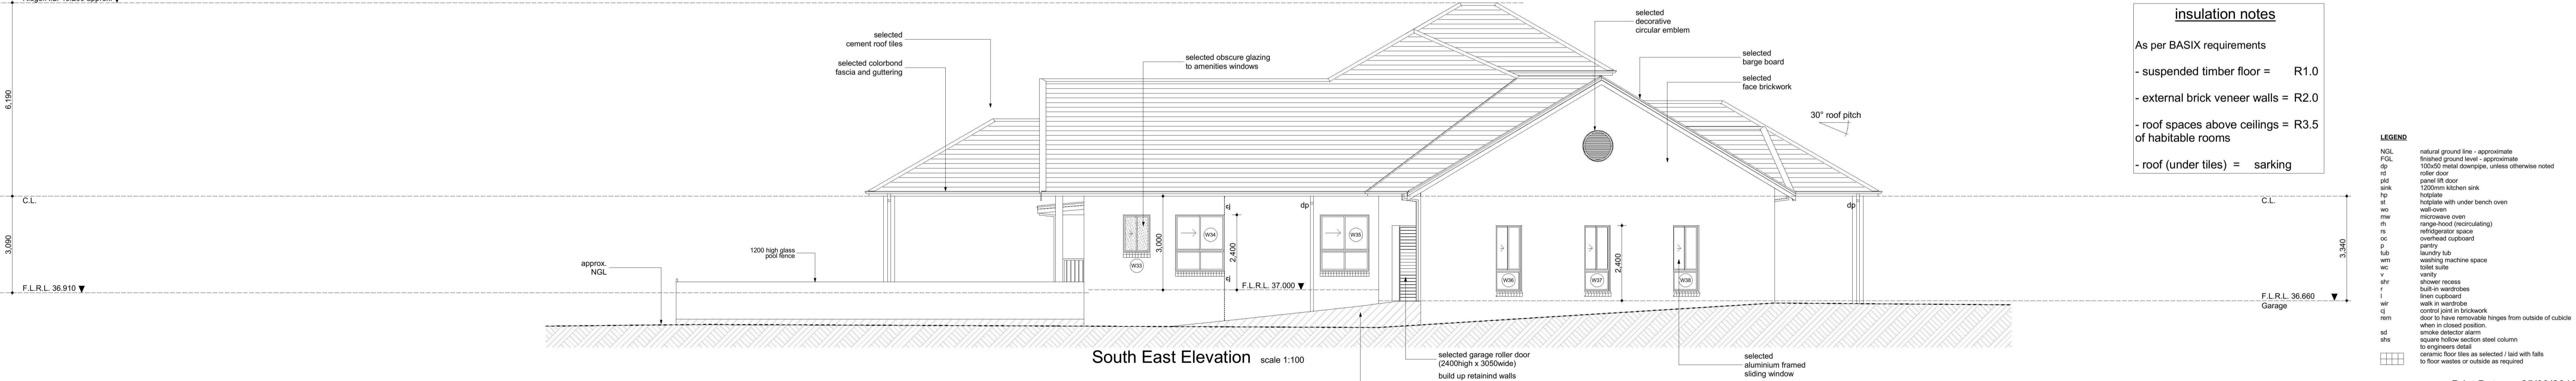 selected
cement roof tiles
selected colorbond
fascia and guttering
selected obscure glazing
to amenities windows
selected
decorative
circular emblem
selected
barge board
selected
face brickwork
30° roof pitch
insulation notes
As per BASIX requirements
- suspended timber floor = R1.0
- external brick veneer walls = R2.0
- roof spaces above ceilings = R3.5
of habitable rooms
- roof (under tiles) = sarking
6,190
C.L.
3,090
F.L.R.L. 36.910
approx.
NGL
1200 high glass
pool fence
W33
3,000
W34
cj
cj
2,400
dp
F.L.R.L. 37.000
W35
W36
W37
2,400
W38
dp
C.L.
3,340
F.L.R.L. 36.660
Garage
South East Elevation scale 1:100
selected garage roller door
(2400high x 3050wide)
build up retainind walls
selected
aluminium framed
sliding window
LEGEND
NGL natural ground line - approximate
FGL finished ground level - approximate
dp 100x50 metal downpipe, unless otherwise noted
rd roller door
pld panel lift door
sink 1200mm kitchen sink
hp hotplate
st hotplate with under bench oven
wo wall-oven
mw microwave oven
rh range-hood (recirculating)
rs refridgerator space
oc overhead cupboard
p pantry
tub laundry tub
wm washing machine space
wc toilet suite
v vanity
shr shower recess
r built-in wardrobes
l linen cupboard
wir walk in wardrobe
cj control joint in brickwork
rem door to have removable hinges from outside of cubicle
when in closed position.
sd smoke detector alarm
shs square hollow section steel column
to engineers detail
ceramic floor tiles as selected / laid with falls
to floor wastes or outside as required